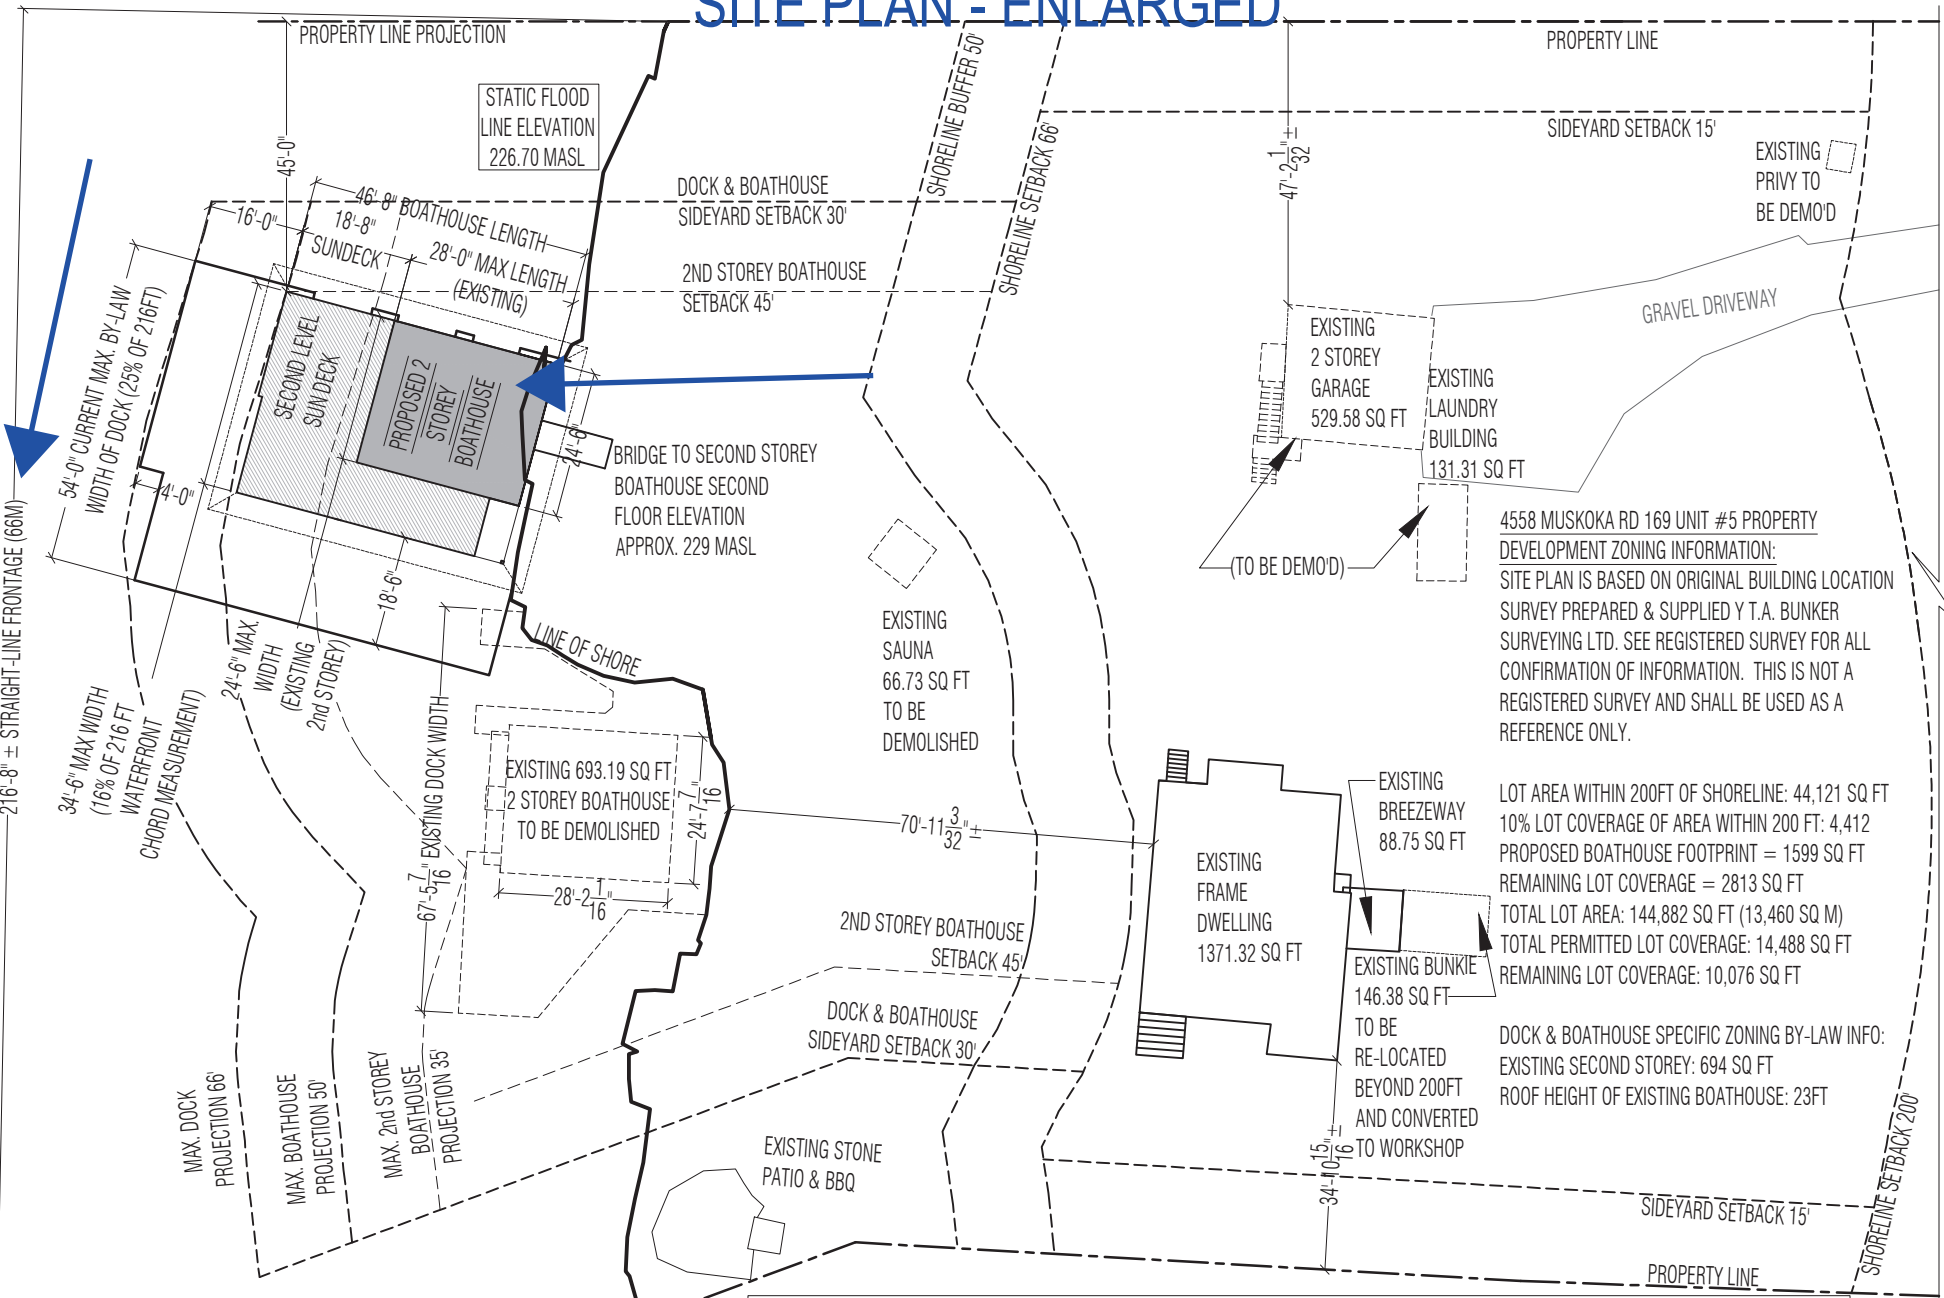 SITE PLAN - ENLARGED
PROPERTY LINE PROJECTION
PROPERTY LINE
STATIC FLOOD
LINE ELEVATION
226.70 MASL
SHORELINE BUFFER 50'
SHORELINE SETBACK 66'
SIDEYARD SETBACK 15'
45'-0"
47'-2 1/32" ±
EXISTING
PRIVY TO
BE DEMO'D
DOCK & BOATHOUSE
SIDEYARD SETBACK 30'
2ND STOREY BOATHOUSE
SETBACK 45'
46'-8" BOATHOUSE LENGTH
16'-0"
18'-8"
SUNDECK
28'-0" MAX LENGTH
(EXISTING)
54'-0" CURRENT MAX. BY-LAW
WIDTH OF DOCK (25% OF 216FT)
SECOND LEVEL
SUN DECK
PROPOSED 2
STOREY
BOATHOUSE
24'-6"
4'-0"
18'-6"
BRIDGE TO SECOND STOREY
BOATHOUSE SECOND
FLOOR ELEVATION
APPROX. 229 MASL
GRAVEL DRIVEWAY
EXISTING
2 STOREY
GARAGE
529.58 SQ FT
EXISTING
LAUNDRY
BUILDING
131.31 SQ FT
(TO BE DEMO'D)
216'-8" ± STRAIGHT-LINE FRONTAGE (66M)
34'-6" MAX WIDTH
(16% OF 216 FT
WATERFRONT
CHORD MEASUREMENT)
24'-6" MAX.
WIDTH
(EXISTING
2nd STOREY)
LINE OF SHORE
67'-5 7/16" EXISTING DOCK WIDTH
EXISTING 693.19 SQ FT
2 STOREY BOATHOUSE
TO BE DEMOLISHED
24'-7 7/16"
28'-2 1/16"
EXISTING
SAUNA
66.73 SQ FT
TO BE
DEMOLISHED
70'-11 3/32" ±
4558 MUSKOKA RD 169 UNIT #5 PROPERTY
DEVELOPMENT ZONING INFORMATION:
SITE PLAN IS BASED ON ORIGINAL BUILDING LOCATION
SURVEY PREPARED & SUPPLIED Y T.A. BUNKER
SURVEYING LTD. SEE REGISTERED SURVEY FOR ALL
CONFIRMATION OF INFORMATION. THIS IS NOT A
REGISTERED SURVEY AND SHALL BE USED AS A
REFERENCE ONLY.
LOT AREA WITHIN 200FT OF SHORELINE: 44,121 SQ FT
10% LOT COVERAGE OF AREA WITHIN 200 FT: 4,412
PROPOSED BOATHOUSE FOOTPRINT = 1599 SQ FT
REMAINING LOT COVERAGE = 2813 SQ FT
TOTAL LOT AREA: 144,882 SQ FT (13,460 SQ M)
TOTAL PERMITTED LOT COVERAGE: 14,488 SQ FT
REMAINING LOT COVERAGE: 10,076 SQ FT
DOCK & BOATHOUSE SPECIFIC ZONING BY-LAW INFO:
EXISTING SECOND STOREY: 694 SQ FT
ROOF HEIGHT OF EXISTING BOATHOUSE: 23FT
EXISTING
BREEZEWAY
88.75 SQ FT
EXISTING
FRAME
DWELLING
1371.32 SQ FT
EXISTING BUNKIE
146.38 SQ FT
TO BE
RE-LOCATED
BEYOND 200FT
AND CONVERTED
TO WORKSHOP
2ND STOREY BOATHOUSE
SETBACK 45'
DOCK & BOATHOUSE
SIDEYARD SETBACK 30'
MAX. DOCK
PROJECTION 66'
MAX. BOATHOUSE
PROJECTION 50'
MAX. 2nd STOREY
BOATHOUSE
PROJECTION 35'
EXISTING STONE
PATIO & BBQ
34'-10 15/16" ±
SIDEYARD SETBACK 15'
SHORELINE SETBACK 200'
PROPERTY LINE